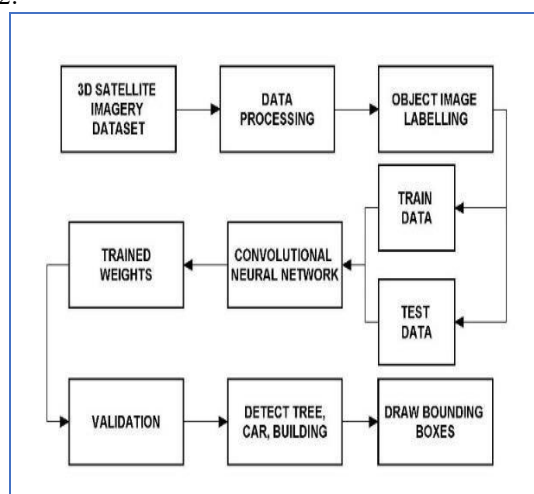 2.
3D SATELLITE
IMAGERY
DATASET
DATA
PROCESSING
OBJECT IMAGE
LABELLING
TRAIN
DATA
TRAINED
WEIGHTS
CONVOLUTIONAL
NEURAL NETWORK
TEST
DATA
VALIDATION
DETECT TREE,
CAR, BUILDING
DRAW BOUNDING
BOXES